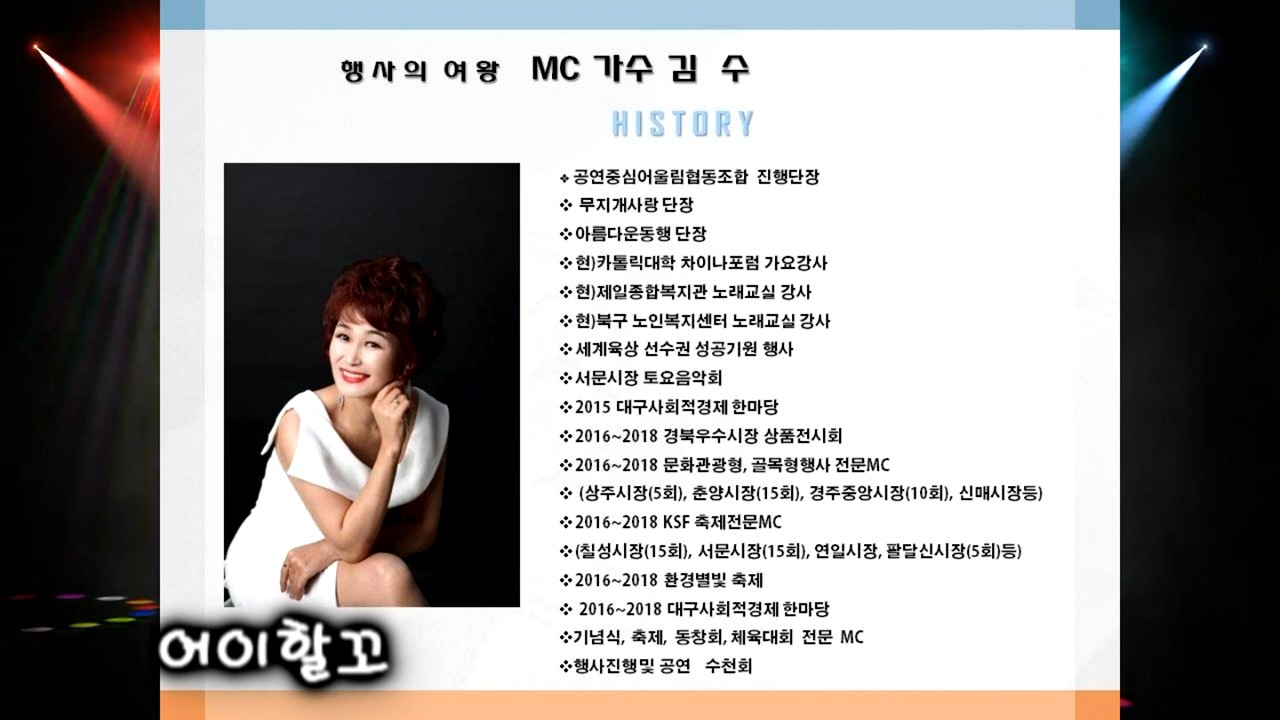 행사의 여왕 MC 가수 김 수
HISTORY
❖ 공연중심어울림협동조합 진행단장
❖ 무지개사랑 단장
❖ 아름다운동행 단장
❖ 현)카톨릭대학 차이나포럼 가요강사
❖ 현)제일종합복지관 노래교실 강사
❖ 현)북구 노인복지센터 노래교실 강사
❖ 세계육상 선수권 성공기원 행사
❖ 서문시장 토요음악회
❖ 2015 대구사회적경제 한마당
❖ 2016~2018 경북우수시장 상품전시회
❖ 2016~2018 문화관광형, 골목형행사 전문MC
❖ (상주시장(5회), 춘양시장(15회), 경주중앙시장(10회), 신매시장등)
❖ 2016~2018 KSF 축제전문MC
❖ (칠성시장(15회), 서문시장(15회), 연일시장, 팔달신시장(5회)등)
❖ 2016~2018 환경별빛 축제
❖ 2016~2018 대구사회적경제 한마당
❖ 기념식, 축제, 동창회, 체육대회 전문 MC
❖ 행사진행및 공연 수천회
어이할꼬